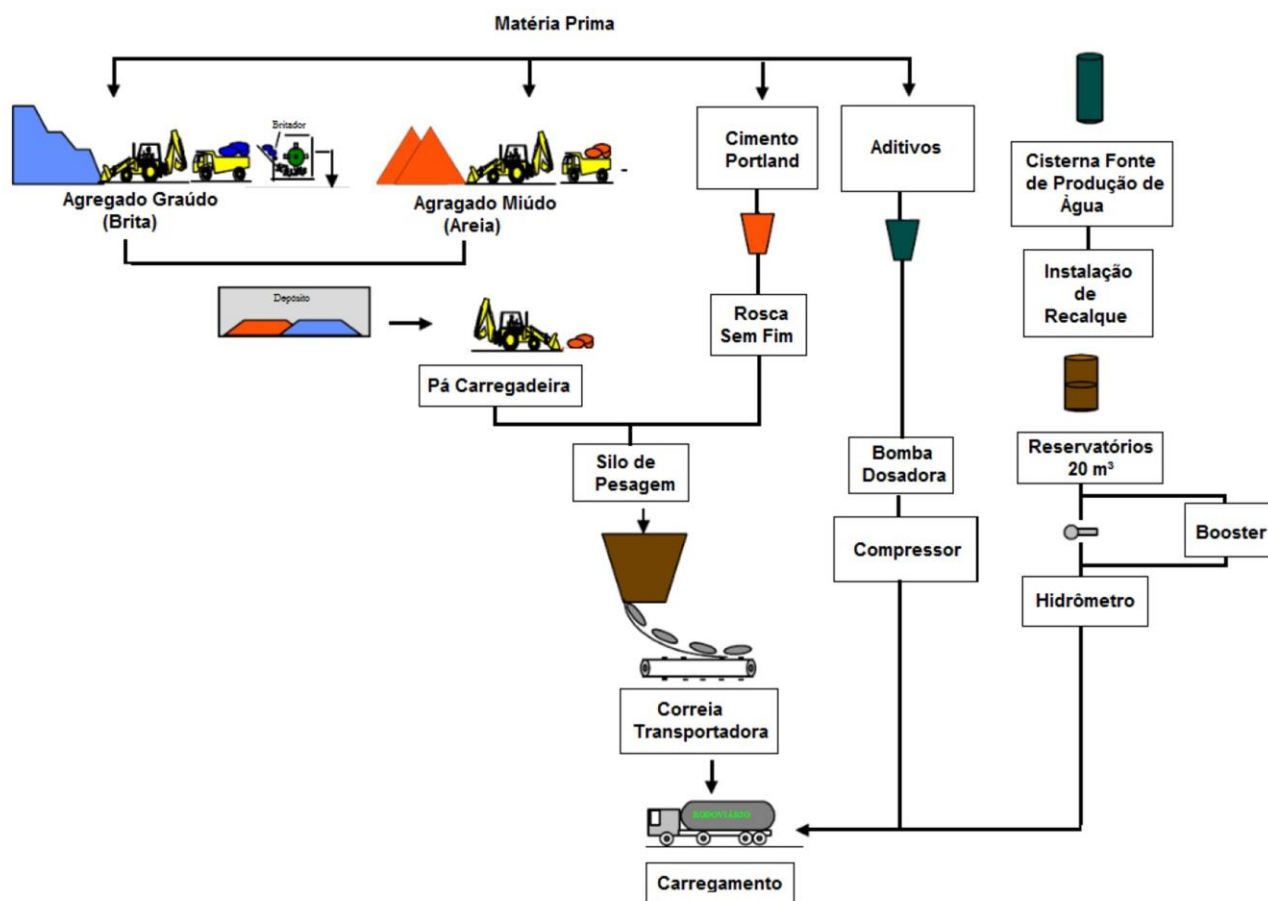 Matéria Prima
Britador
Agregado Graúdo
(Brita)
Agragado Miúdo
(Areia)
Cimento
Portland
Aditivos
Cisterna Fonte
de Produção de
Àgua
Instalação
de
Recalque
Depósito
Rosca
Sem Fim
Pá Carregadeira
Silo de
Pesagem
Bomba
Dosadora
Reservatórios
20 m³
Compressor
Booster
Hidrômetro
Correia
Transportadora
RODOVIÁRIO
Carregamento